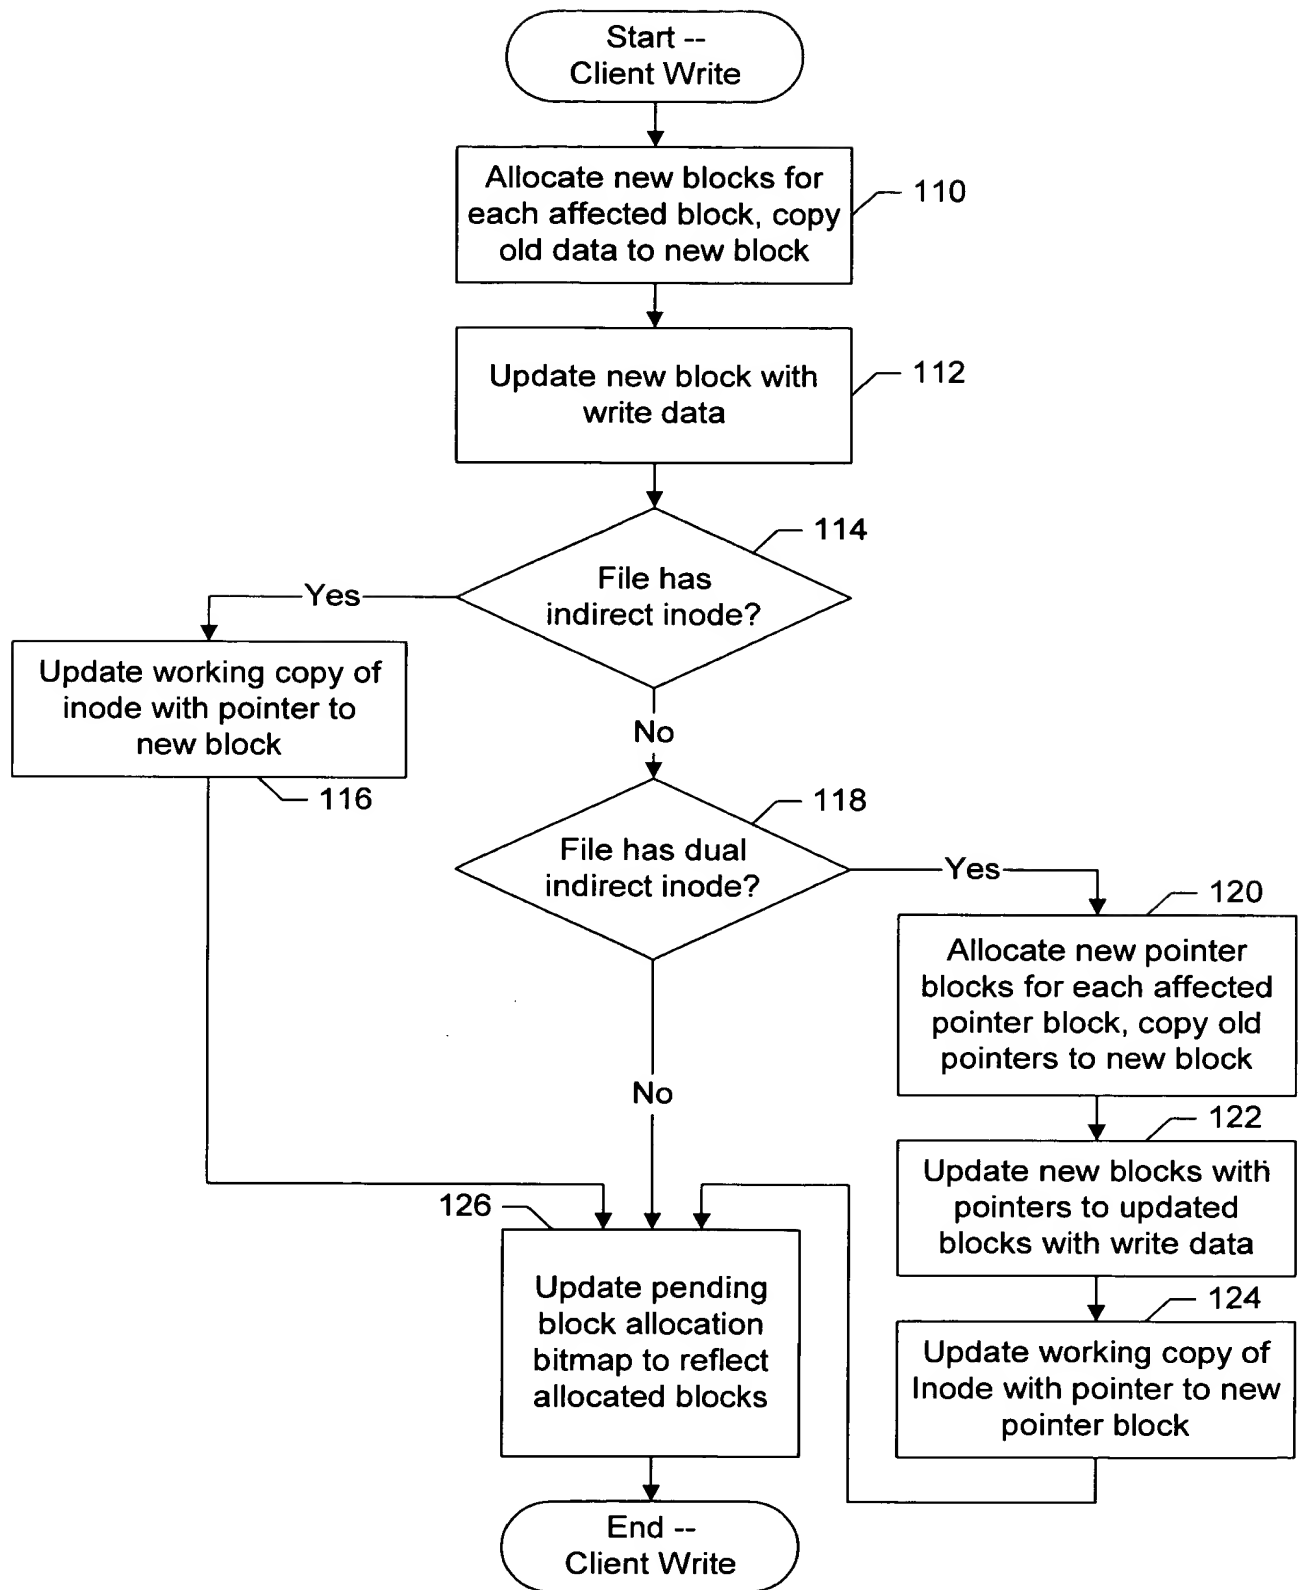 Start --
Client Write
Allocate new blocks for
each affected block, copy
old data to new block
110
Update new block with
write data
112
114
File has
indirect inode?
Yes
Update working copy of
inode with pointer to
new block
116
No
118
File has dual
indirect inode?
Yes
120
Allocate new pointer
blocks for each affected
pointer block, copy old
pointers to new block
No
122
Update new blocks with
pointers to updated
blocks with write data
126
Update pending
block allocation
bitmap to reflect
allocated blocks
124
Update working copy of
Inode with pointer to new
pointer block
End --
Client Write